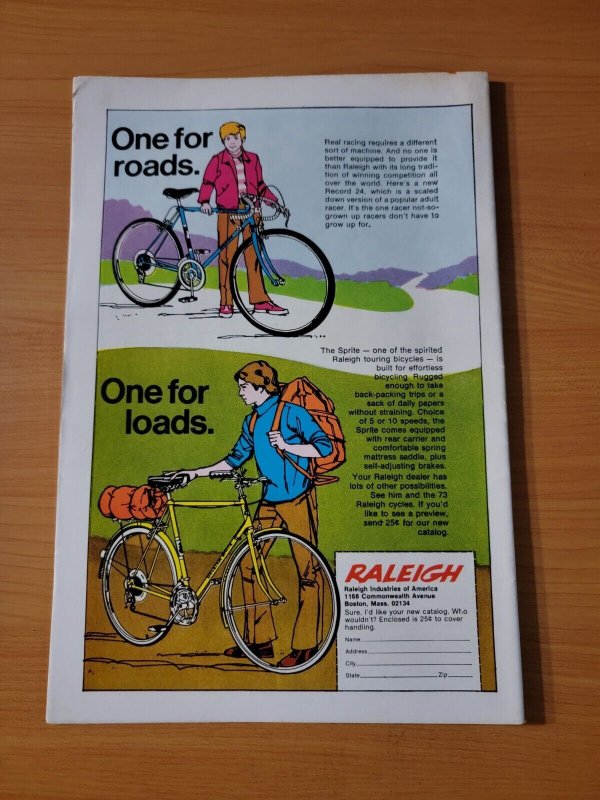 One for
roads.
Real racing requires a different
sort of machine. And no one is
better equipped to provide it
than Raleigh with its long tradi-
tion of winning competition all
over the world. Here's a new
Record 24, which is a scaled
down version of a popular adult
racer. It's the one racer not-so-
grown up racers don't have to
grow up for.
The Sprite — one of the spirited
Raleigh touring bicycles — is
built for effortless
bicycling. Rugged
enough to take
back-packing trips or a
sack of daily papers
without straining. Choice
of 5 or 10 speeds, the
Sprite comes equipped
with rear carrier and
comfortable spring
mattress saddle, plus
self-adjusting brakes.
Your Raleigh dealer has
lots of other possibilities.
See him and the 73
Raleigh cycles. If you'd
like to see a preview,
send 25¢ for our new
catalog.
One for
loads.
RALEIGH
Raleigh Industries of America
1168 Commonwealth Avenue
Boston, Mass. 02134
Sure, I'd like your new catalog. Who
wouldn't? Enclosed is 25¢ to cover
handling.
Name
Address
City
State Zip